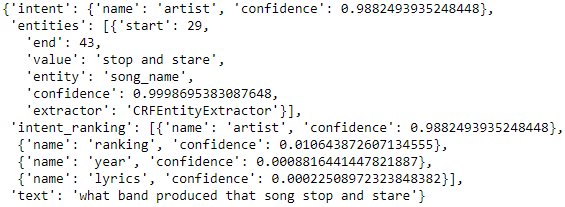 {'intent': {'name': 'artist', 'confidence': 0.9882493935248448},
'entities': [{'start': 29,
'end': 43,
'value': 'stop and stare',
'entity': 'song_name',
'confidence': 0.9998695383087648,
'extractor': 'CRFEntityExtractor'}],
'intent_ranking': [{'name': 'artist', 'confidence': 0.9882493935248448},
{'name': 'ranking', 'confidence': 0.010643872607134555},
{'name': 'year', 'confidence': 0.0008816441447821887},
{'name': 'lyrics', 'confidence': 0.00022508972323848382}],
'text': 'what band produced that song stop and stare'}